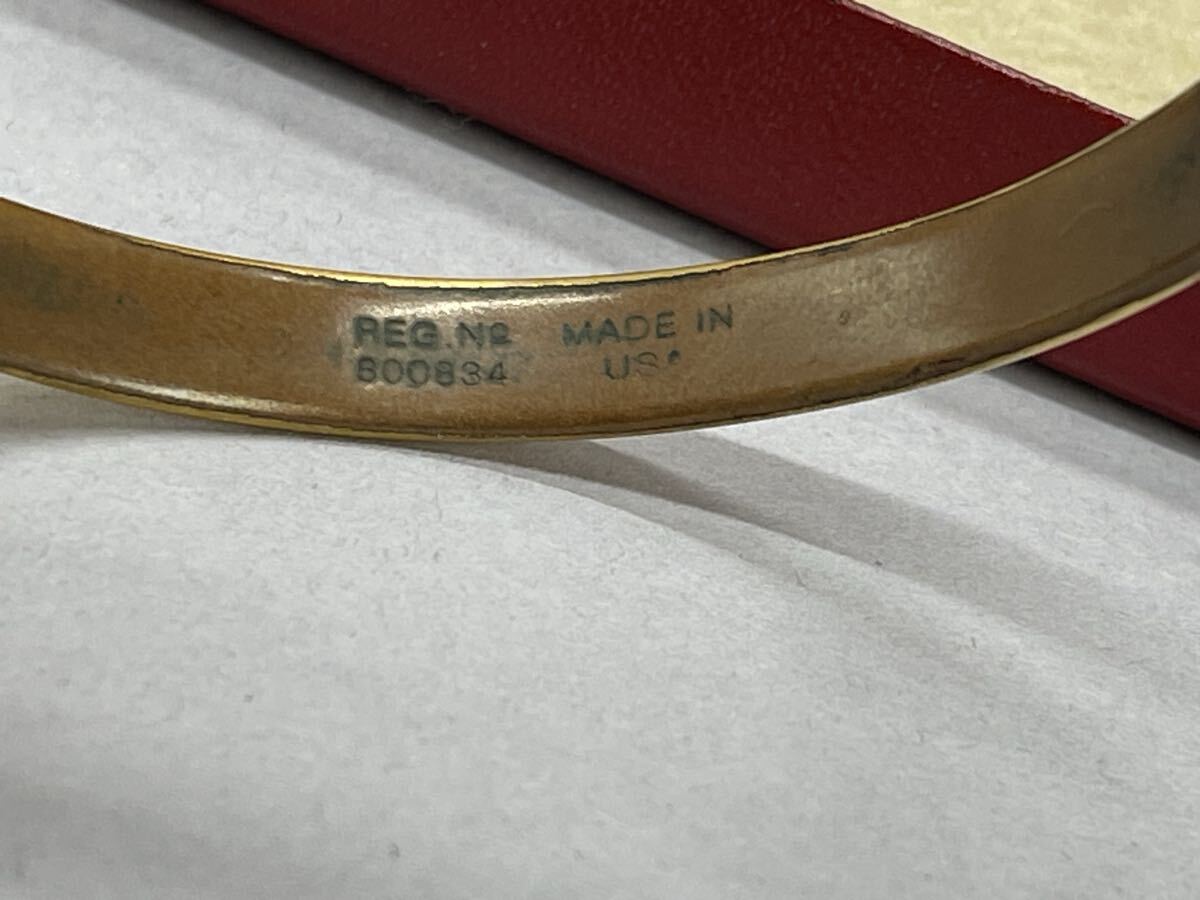 REG.Nº MADE IN
800834 USA